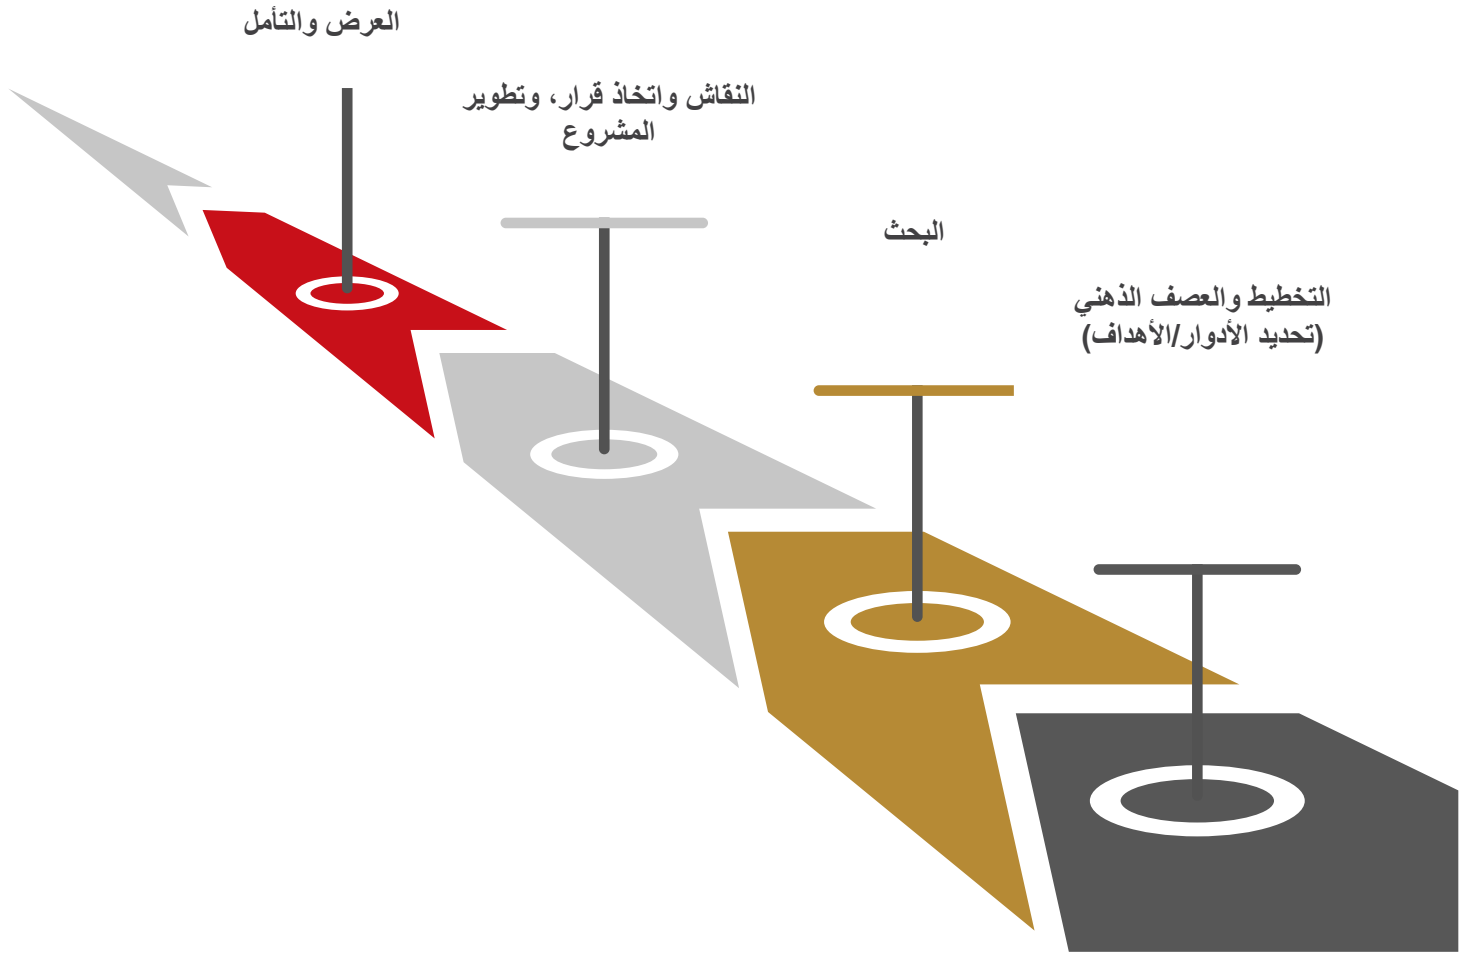 العرض والتأمل
النقاش واتخاذ قرار، وتطوير
المشروع
البحث
التخطيط والعصف الذهني
(تحديد الأدوار/الأهداف)